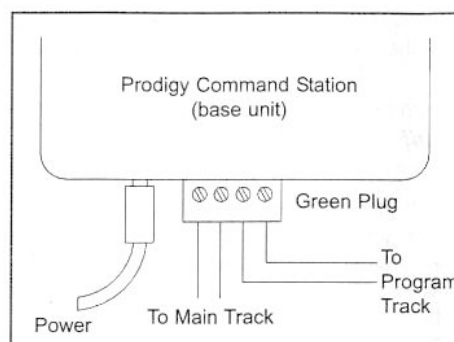 Prodigy Command Station
(base unit)
Green Plug
To
Program
Track
To Main Track
Power